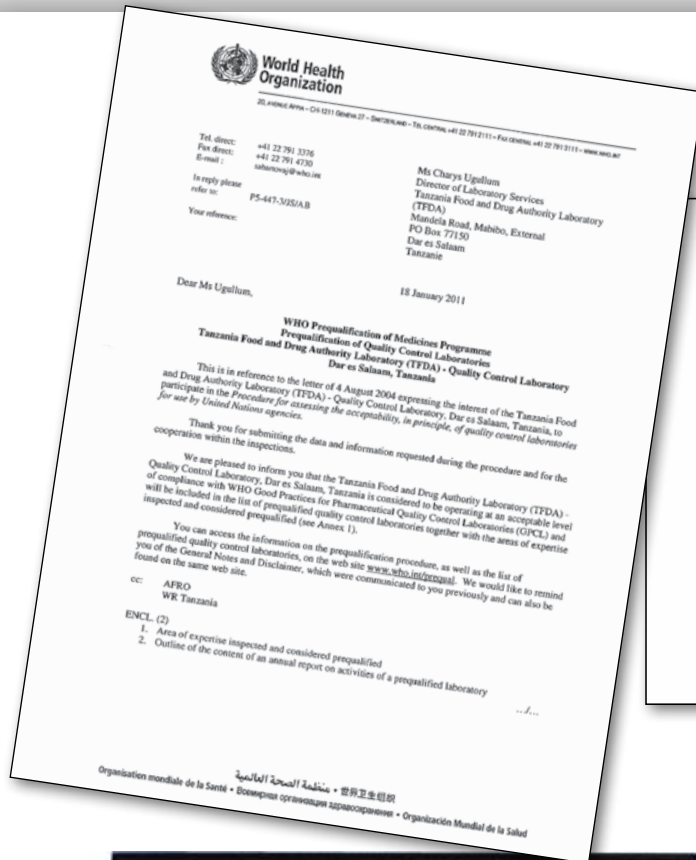 World Health
Organization
20, AVENUE APPIA – CH-1211 GENEVA 27 – SWITZERLAND – TEL CENTRAL +41 22 791 2111 – FAX CENTRAL +41 22 791 3111 – WWW.WHO.INT
Tel. direct: +41 22 791 3376
Fax direct: +41 22 791 4730
E-mail : sabartovaj@who.int
In reply please
refer to: P5-447-3/JS/AB
Your reference:
Ms Charys Ugullum
Director of Laboratory Services
Tanzania Food and Drug Authority Laboratory
(TFDA)
Mandela Road, Mabibo, External
PO Box 77150
Dar es Salaam
Tanzanie
Dear Ms Ugullum,
18 January 2011
WHO Prequalification of Medicines Programme
Prequalification of Quality Control Laboratories
Tanzania Food and Drug Authority Laboratory (TFDA) - Quality Control Laboratory
Dar es Salaam, Tanzania
This is in reference to the letter of 4 August 2004 expressing the interest of the Tanzania Food
and Drug Authority Laboratory (TFDA) - Quality Control Laboratory, Dar es Salaam, Tanzania, to
participate in the Procedure for assessing the acceptability, in principle, of quality control laboratories
for use by United Nations agencies.
Thank you for submitting the data and information requested during the procedure and for the
cooperation within the inspections.
We are pleased to inform you that the Tanzania Food and Drug Authority Laboratory (TFDA) -
Quality Control Laboratory, Dar es Salaam, Tanzania is considered to be operating at an acceptable level
of compliance with WHO Good Practices for Pharmaceutical Quality Control Laboratories (GPCL) and
will be included in the list of prequalified quality control laboratories together with the areas of expertise
inspected and considered prequalified (see Annex 1).
You can access the information on the prequalification procedure, as well as the list of
prequalified quality control laboratories, on the web site www.who.int/prequal. We would like to remind
you of the General Notes and Disclaimer, which were communicated to you previously and can also be
found on the same web site.
cc: AFRO
WR Tanzania
ENCL. (2)
1. Area of expertise inspected and considered prequalified
2. Outline of the content of an annual report on activities of a prequalified laboratory
.../...
منظمة الصحة العالمية • 世界卫生组织
Organisation mondiale de la Santé • Всемирная организация здравоохранения • Organización Mundial de la Salud